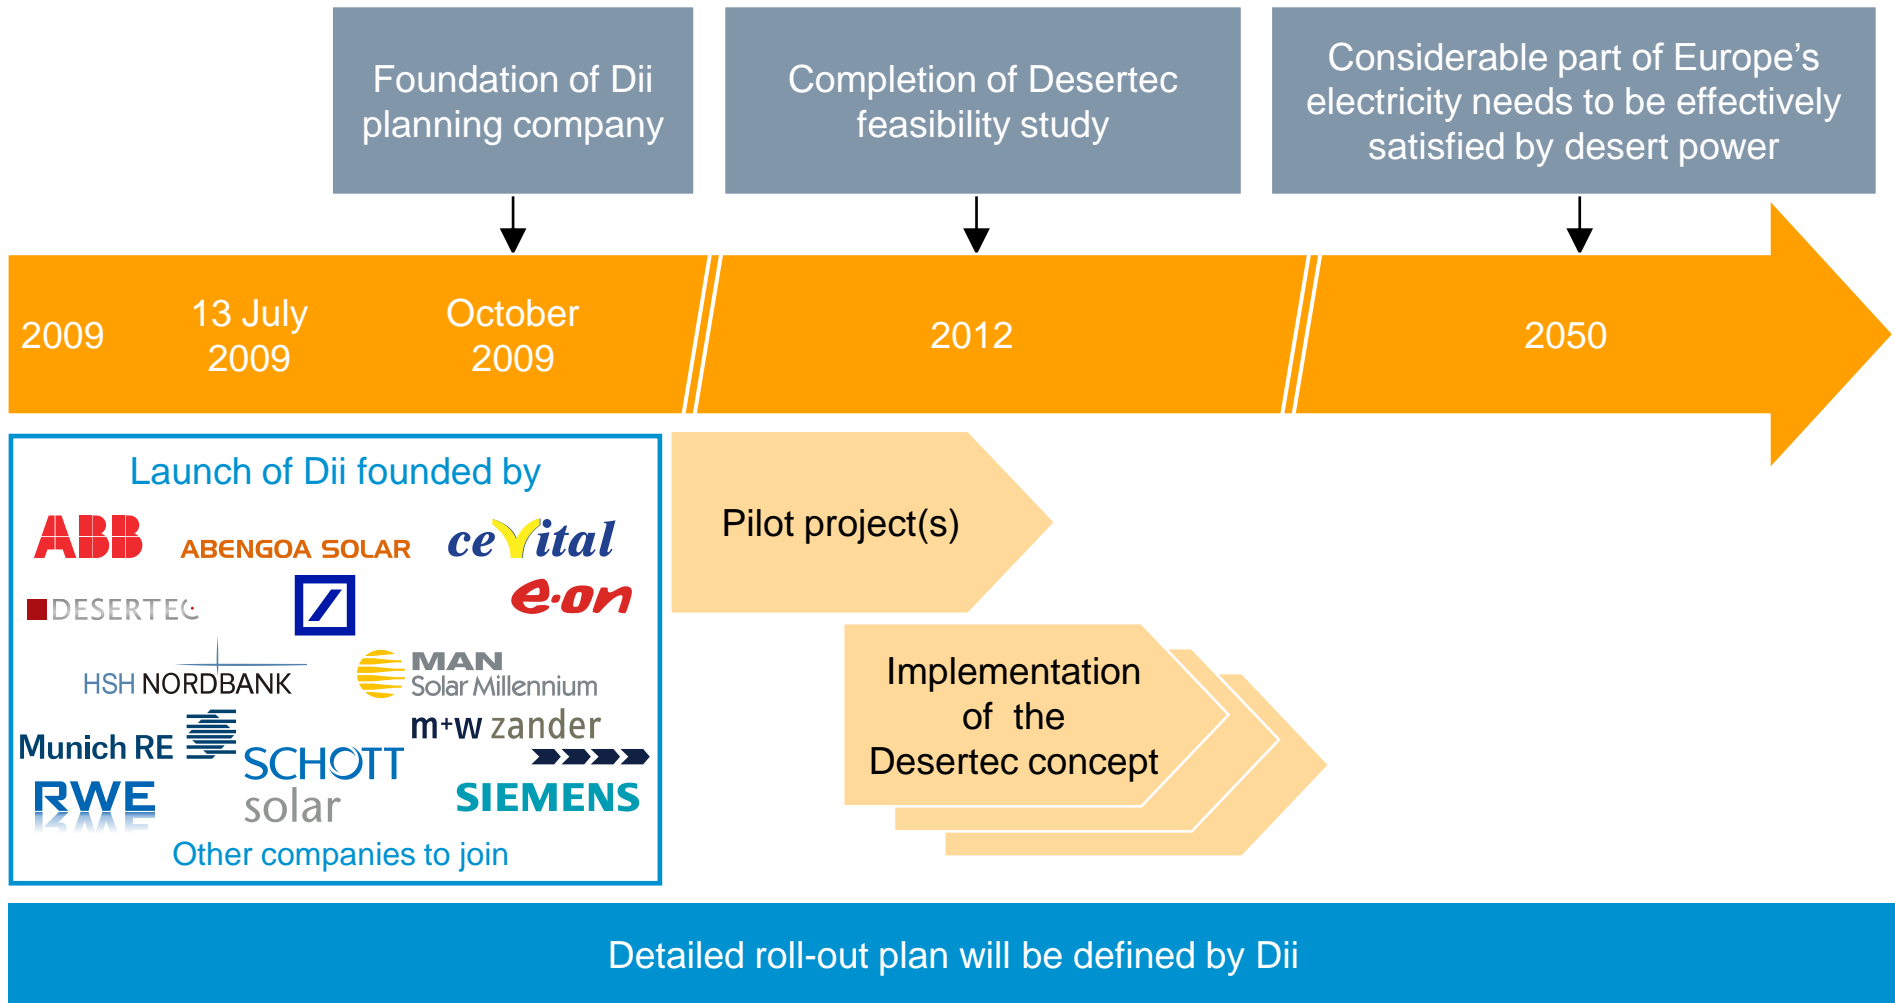 Foundation of Dii
planning company
Completion of Desertec
feasibility study
Considerable part of Europe’s
electricity needs to be effectively
satisfied by desert power
2009
13 July
2009
October
2009
2012
2050
Launch of Dii founded by
ABB
ABENGOA SOLAR
ceVital
DESERTEC
e·on
HSH NORDBANK
MAN
Solar Millennium
Munich RE
m+w zander
SCHOTT
solar
RWE
SIEMENS
Other companies to join
Pilot project(s)
Implementation
of the
Desertec concept
Detailed roll-out plan will be defined by Dii